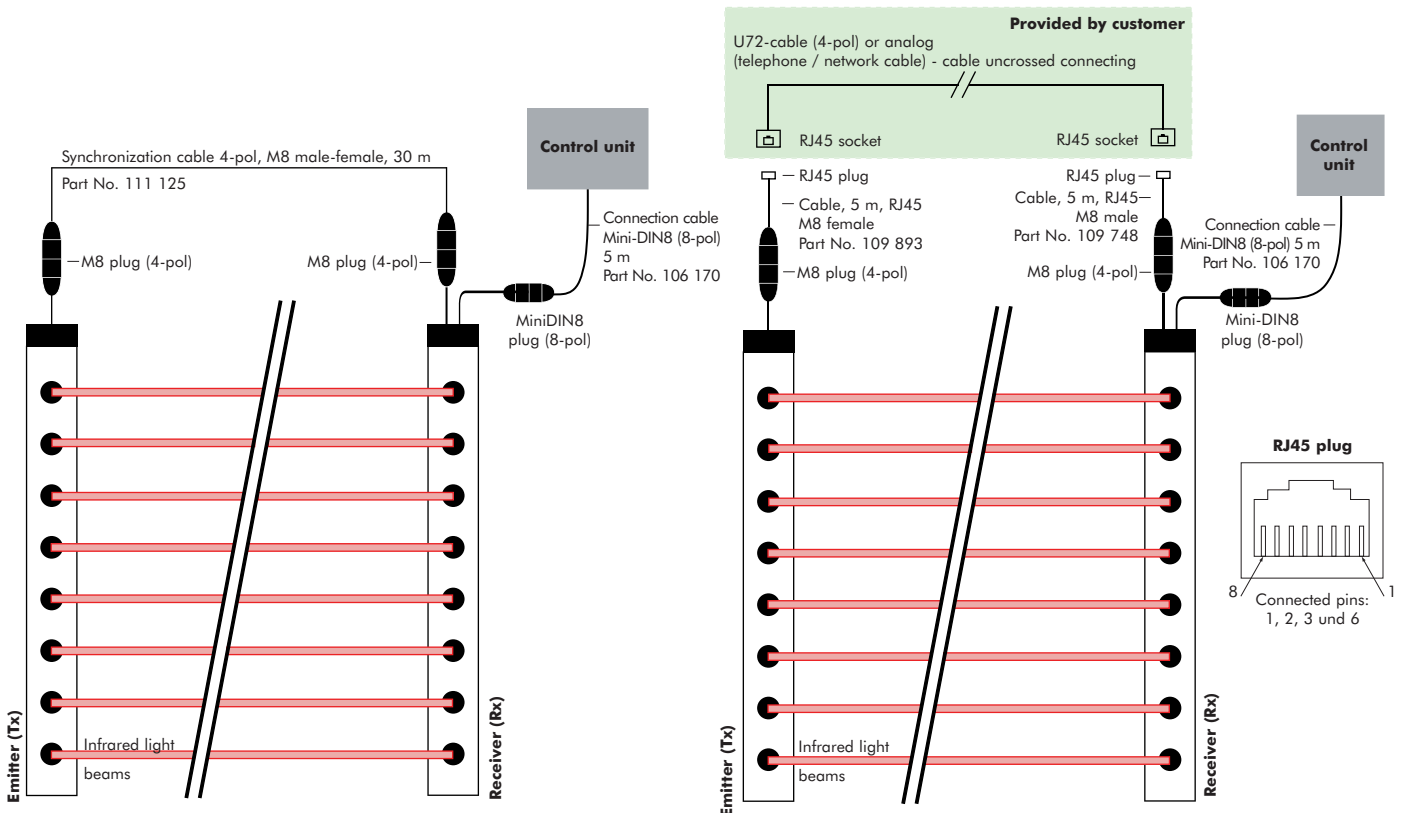 Synchronization cable 4-pol, M8 male-female, 30 m
Part No. 111 125
M8 plug (4-pol)
M8 plug (4-pol)
Control unit
Connection cable
Mini-DIN8 (8-pol)
5 m
Part No. 106 170
MiniDIN8
plug (8-pol)
Emitter (Tx)
Infrared light
beams
Receiver (Rx)
Provided by customer
U72-cable (4-pol) or analog
(telephone / network cable) - cable uncrossed connecting
RJ45 socket
RJ45 socket
RJ45 plug
Cable, 5 m, RJ45
M8 female
Part No. 109 893
M8 plug (4-pol)
RJ45 plug
Cable, 5 m, RJ45
M8 male
Part No. 109 748
M8 plug (4-pol)
Control
unit
Connection cable
Mini-DIN8 (8-pol) 5 m
Part No. 106 170
Mini-DIN8
plug (8-pol)
Emitter (Tx)
Infrared light
beams
Receiver (Rx)
RJ45 plug
8
1
Connected pins:
1, 2, 3 und 6